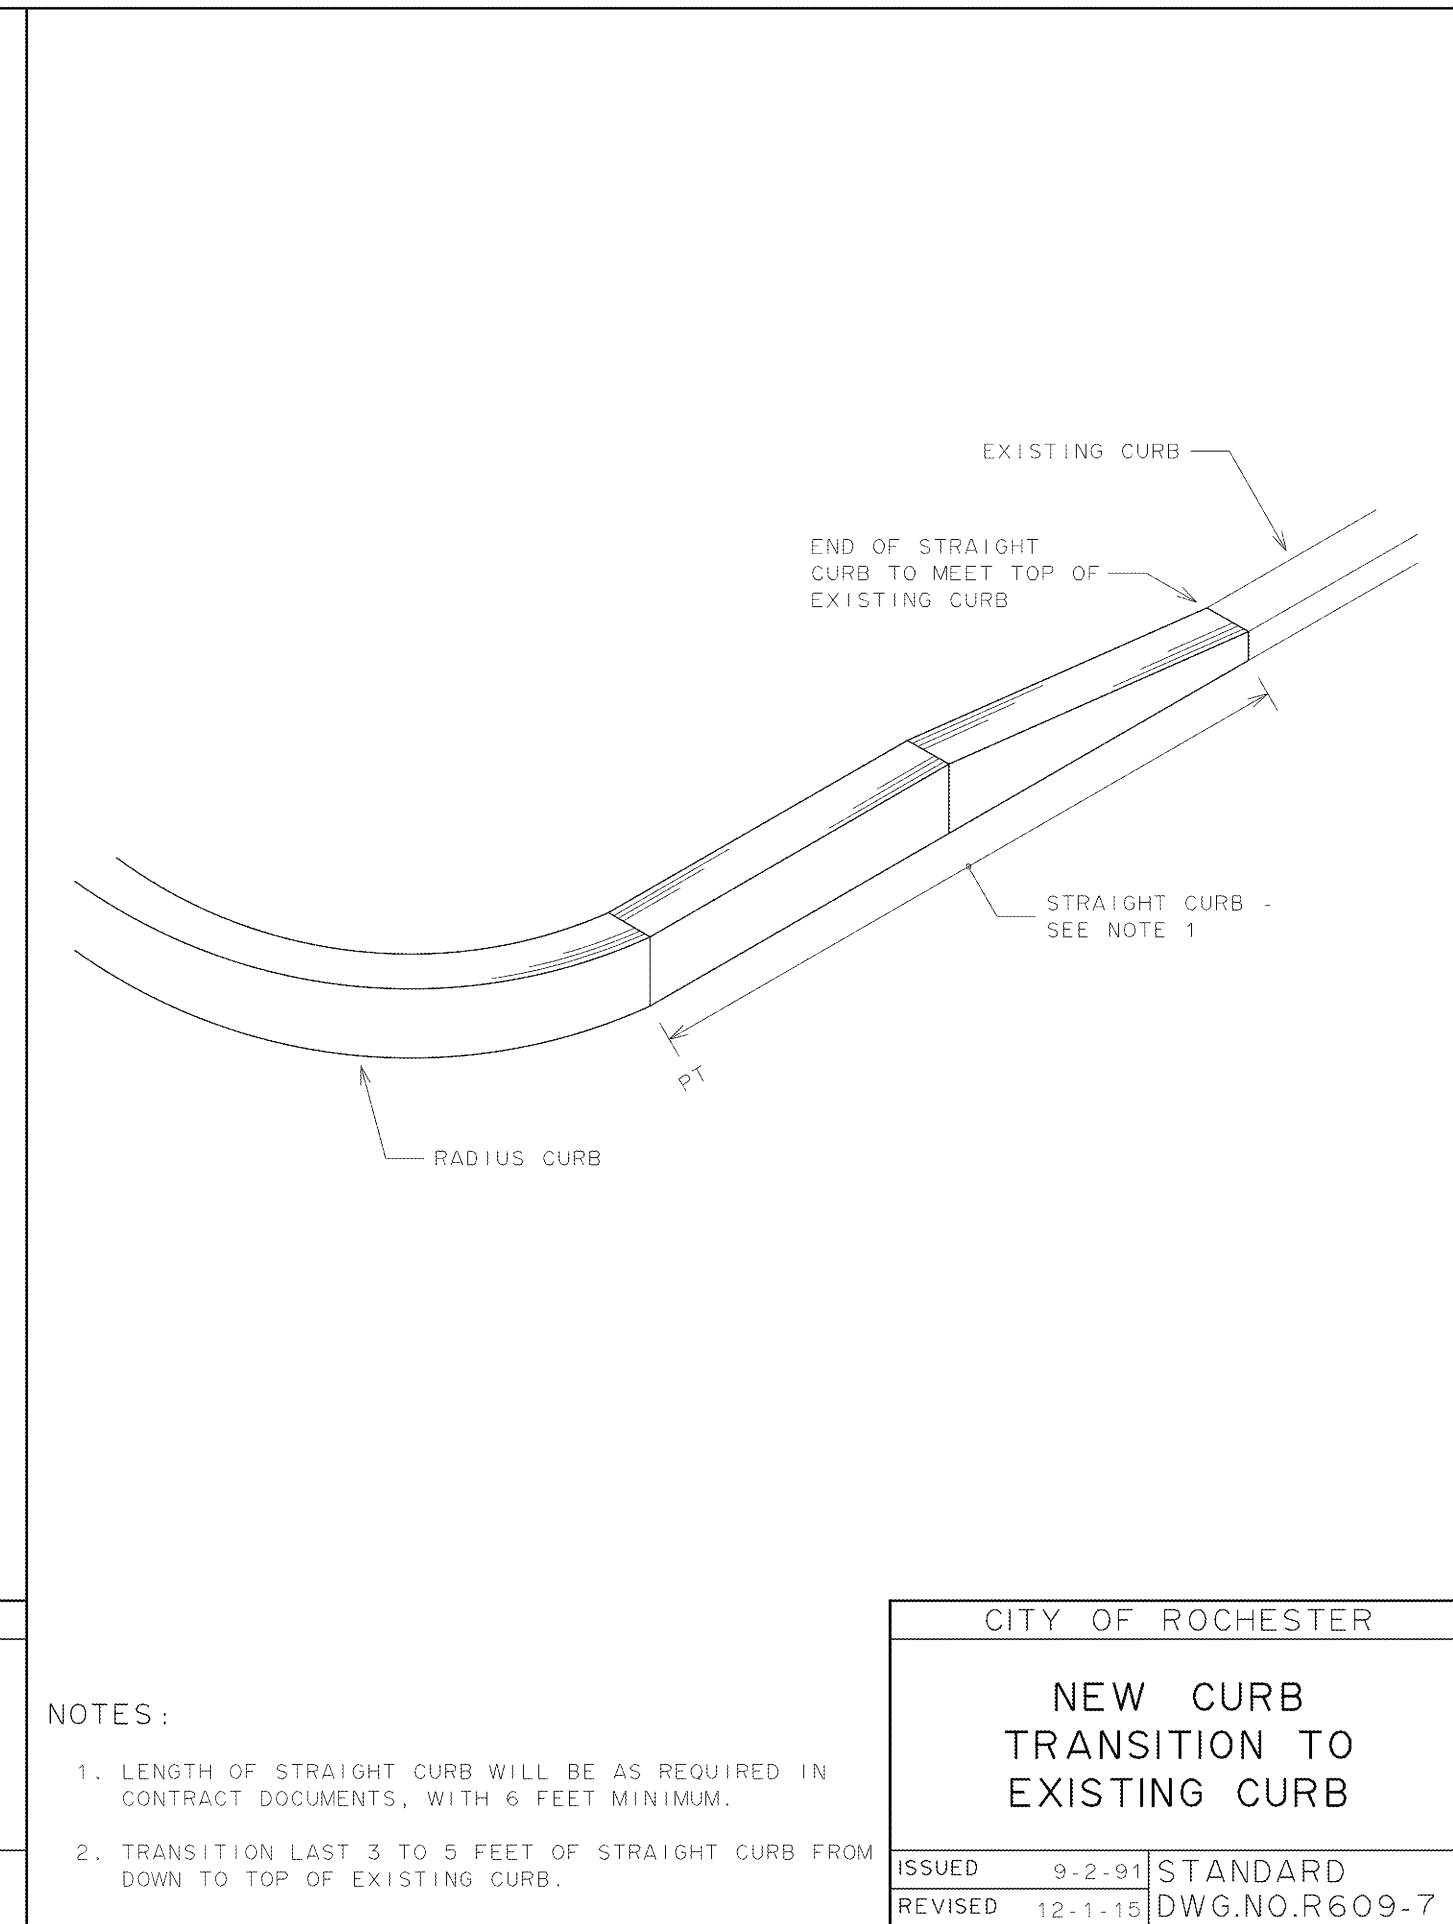 EXISTING CURB
END OF STRAIGHT
CURB TO MEET TOP OF
EXISTING CURB
STRAIGHT CURB -
SEE NOTE 1
PT
RADIUS CURB
NOTES:
1. LENGTH OF STRAIGHT CURB WILL BE AS REQUIRED IN
CONTRACT DOCUMENTS, WITH 6 FEET MINIMUM.
2. TRANSITION LAST 3 TO 5 FEET OF STRAIGHT CURB FROM
DOWN TO TOP OF EXISTING CURB.
CITY OF ROCHESTER
NEW CURB
TRANSITION TO
EXISTING CURB
ISSUED 9-2-91
REVISED 12-1-15
STANDARD
DWG.NO.R609-7